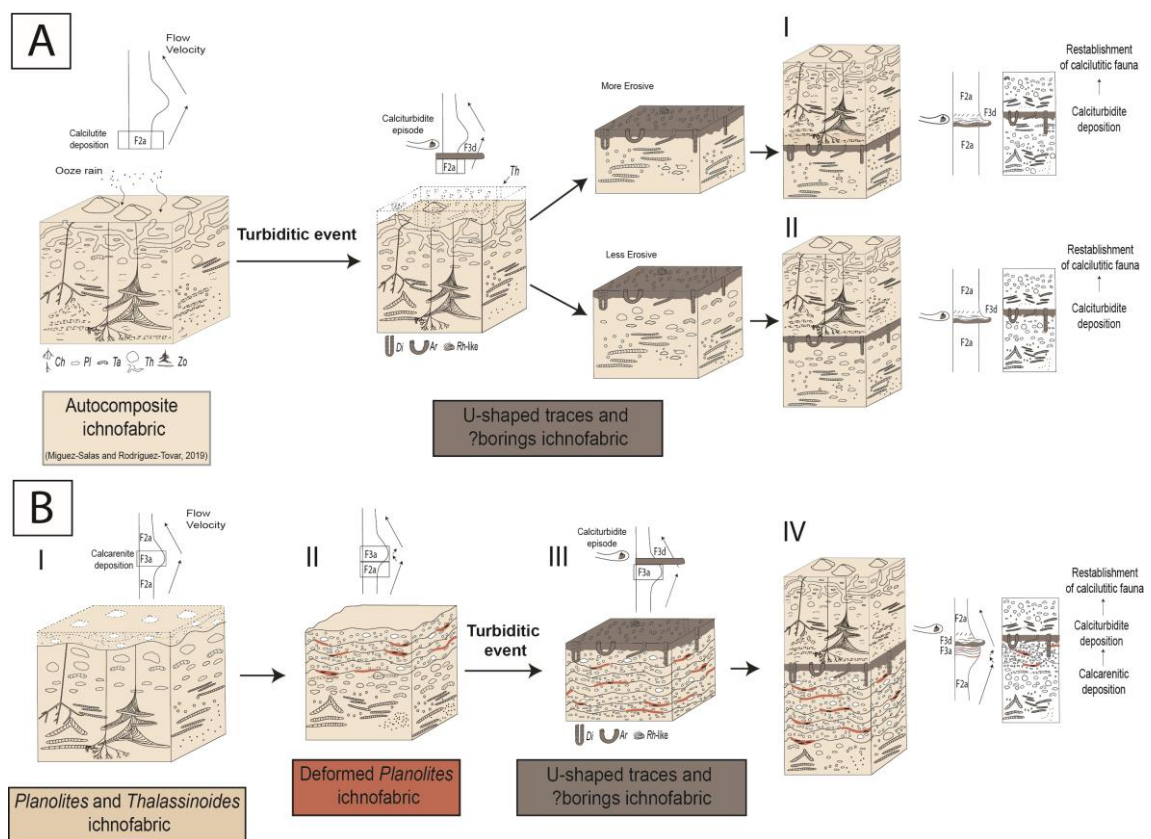 A
Flow
Velocity
Calcilutite
deposition
F2a
Ooze rain
Turbiditic event
Calciturbidite
episode
F3d
F2a
Th
More Erosive
Less Erosive
I
F2a
F3d
F2a
Restablishment
of calcilutitic fauna
Calciturbidite
deposition
II
F2a
F3d
F2a
Restablishment
of calcilutitic fauna
Calciturbidite
deposition
Ch Pl Ta Th Zo
Di Ar Rh-like
Autocomposite
ichnofabric
(Miguez-Salas and Rodríguez-Tovar, 2019)
U-shaped traces and
?borings ichnofabric
B
I
Flow
Velocity
Calcarenite
deposition
F2a
F3a
F2a
II
F3a
F2a
Turbiditic
event
III
Calciturbidite
episode
F3d
F3a
Di Ar Rh-like
IV
F2a
F3d
F3a
F2a
Restablishment
of calcilutitic fauna
Calciturbidite
deposition
Calcarenitic
deposition
Planolites and Thalassinoides
ichnofabric
Deformed Planolites
ichnofabric
U-shaped traces and
?borings ichnofabric